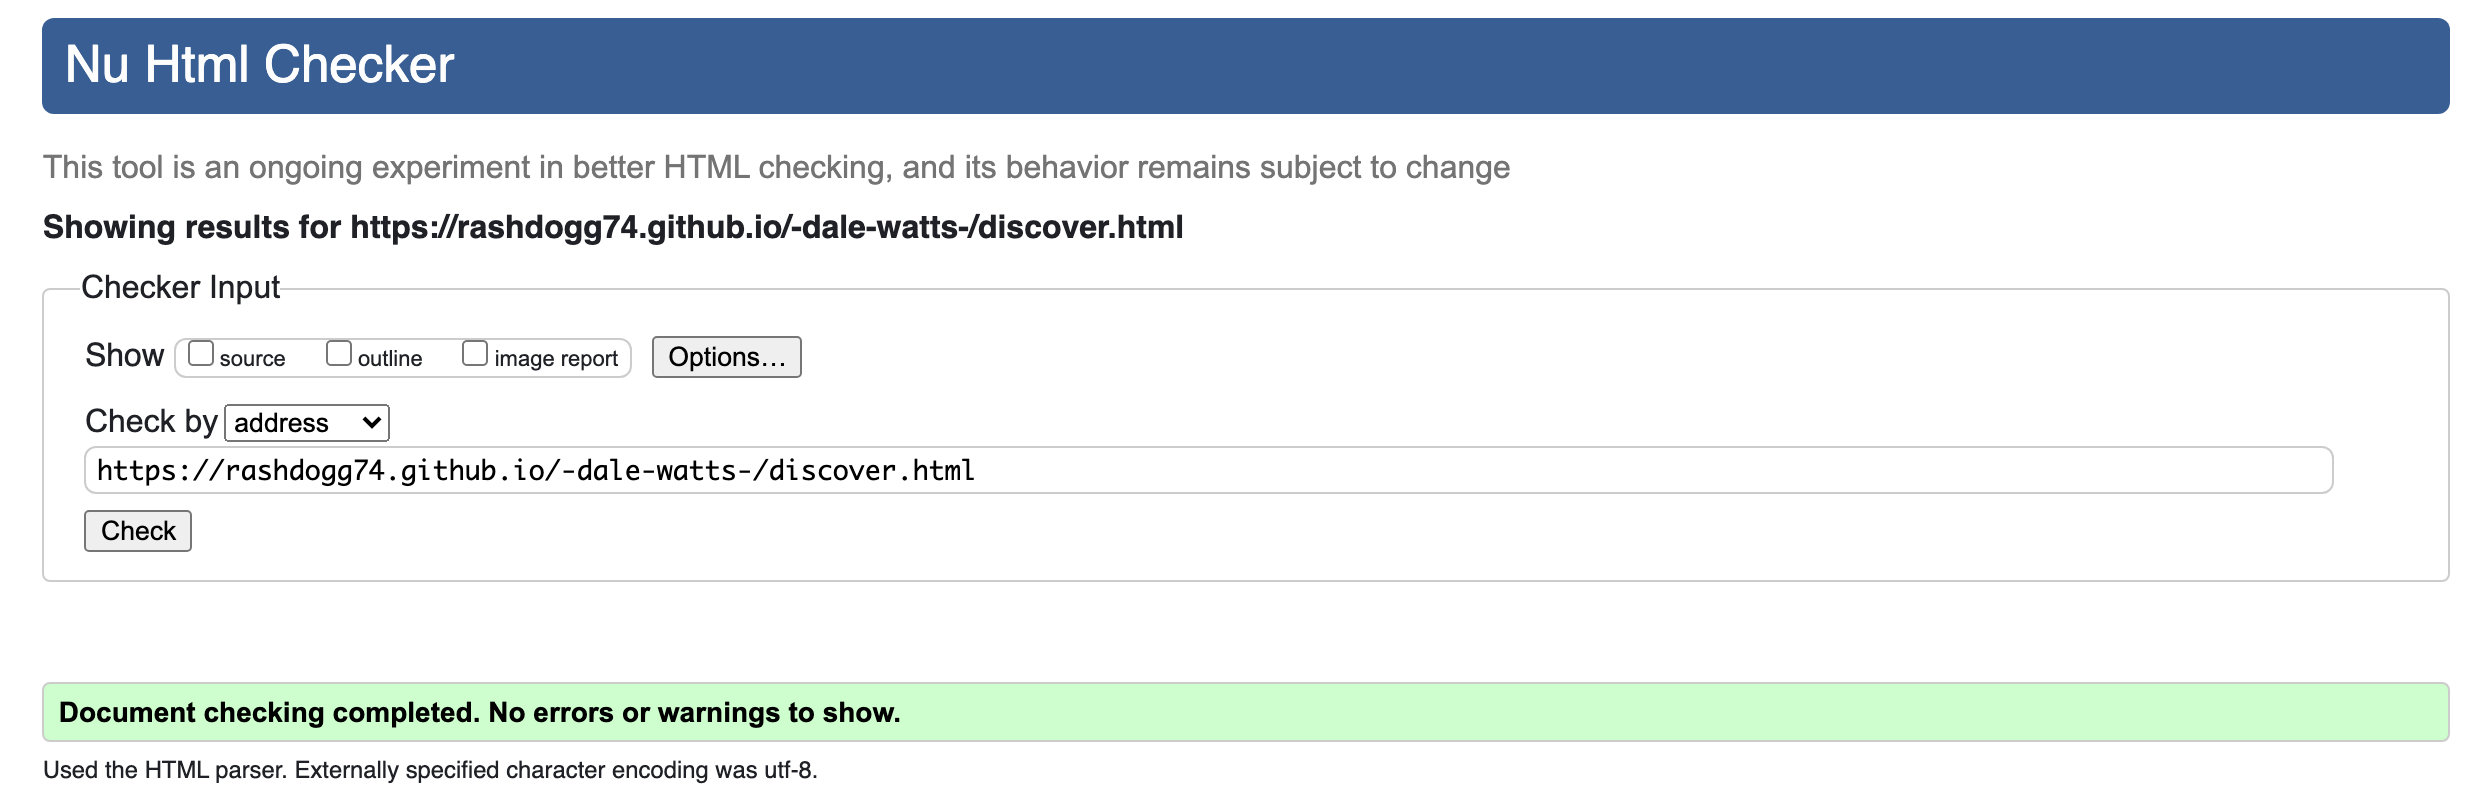 Nu Html Checker
This tool is an ongoing experiment in better HTML checking, and its behavior remains subject to change
Showing results for https://rashdogg74.github.io/-dale-watts-/discover.html
Checker Input
Show source outline image report Options...
Check by address
https://rashdogg74.github.io/-dale-watts-/discover.html
Check
Document checking completed. No errors or warnings to show.
Used the HTML parser. Externally specified character encoding was utf-8.